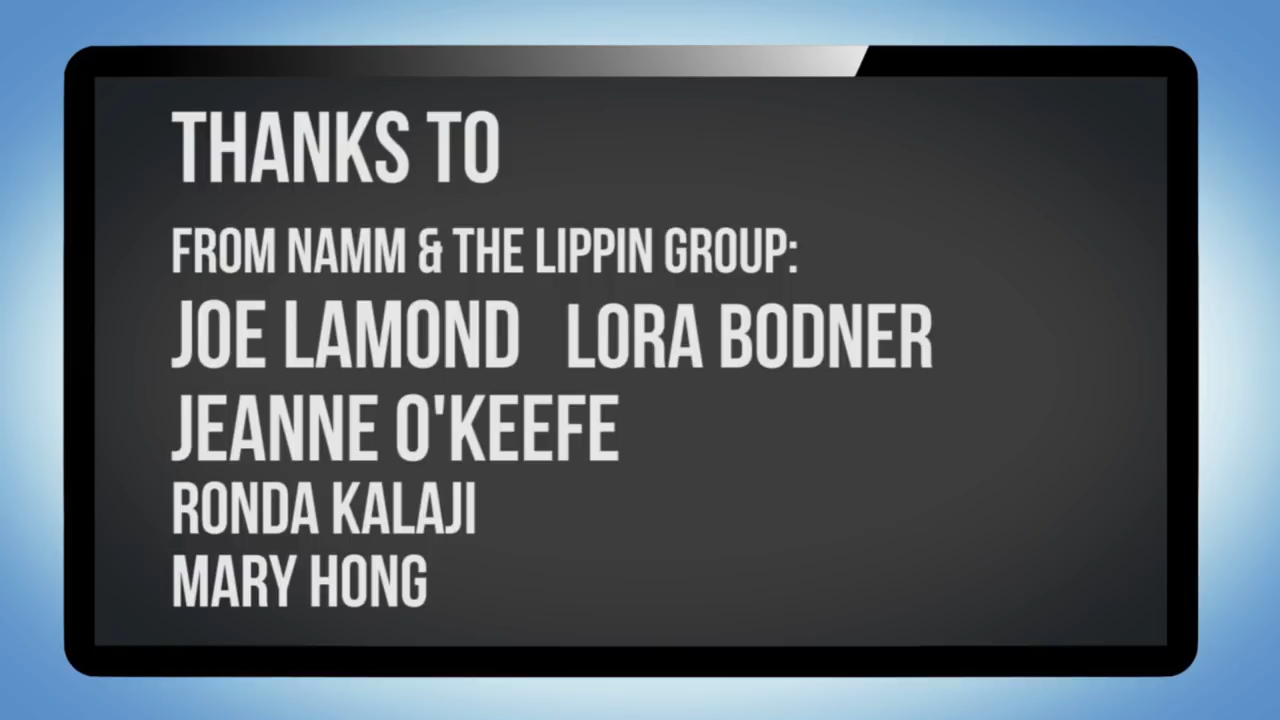 THANKS TO
FROM NAMM & THE LIPPIN GROUP:
JOE LAMOND LORA BODNER
JEANNE O'KEEFE
RONDA KALAJI
MARY HONG